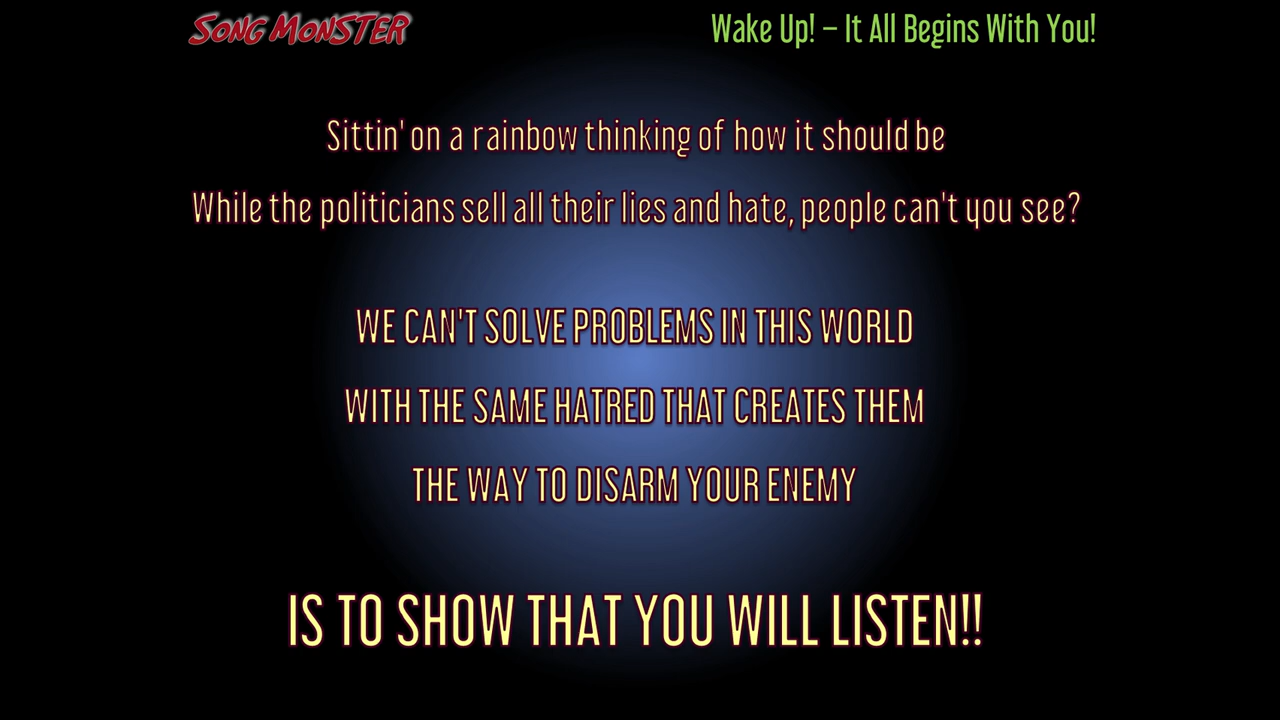 SONG MONSTER
Wake Up! – It All Begins With You!
Sittin' on a rainbow thinking of how it should be
While the politicians sell all their lies and hate, people can't you see?
WE CAN'T SOLVE PROBLEMS IN THIS WORLD
WITH THE SAME HATRED THAT CREATES THEM
THE WAY TO DISARM YOUR ENEMY
IS TO SHOW THAT YOU WILL LISTEN!!